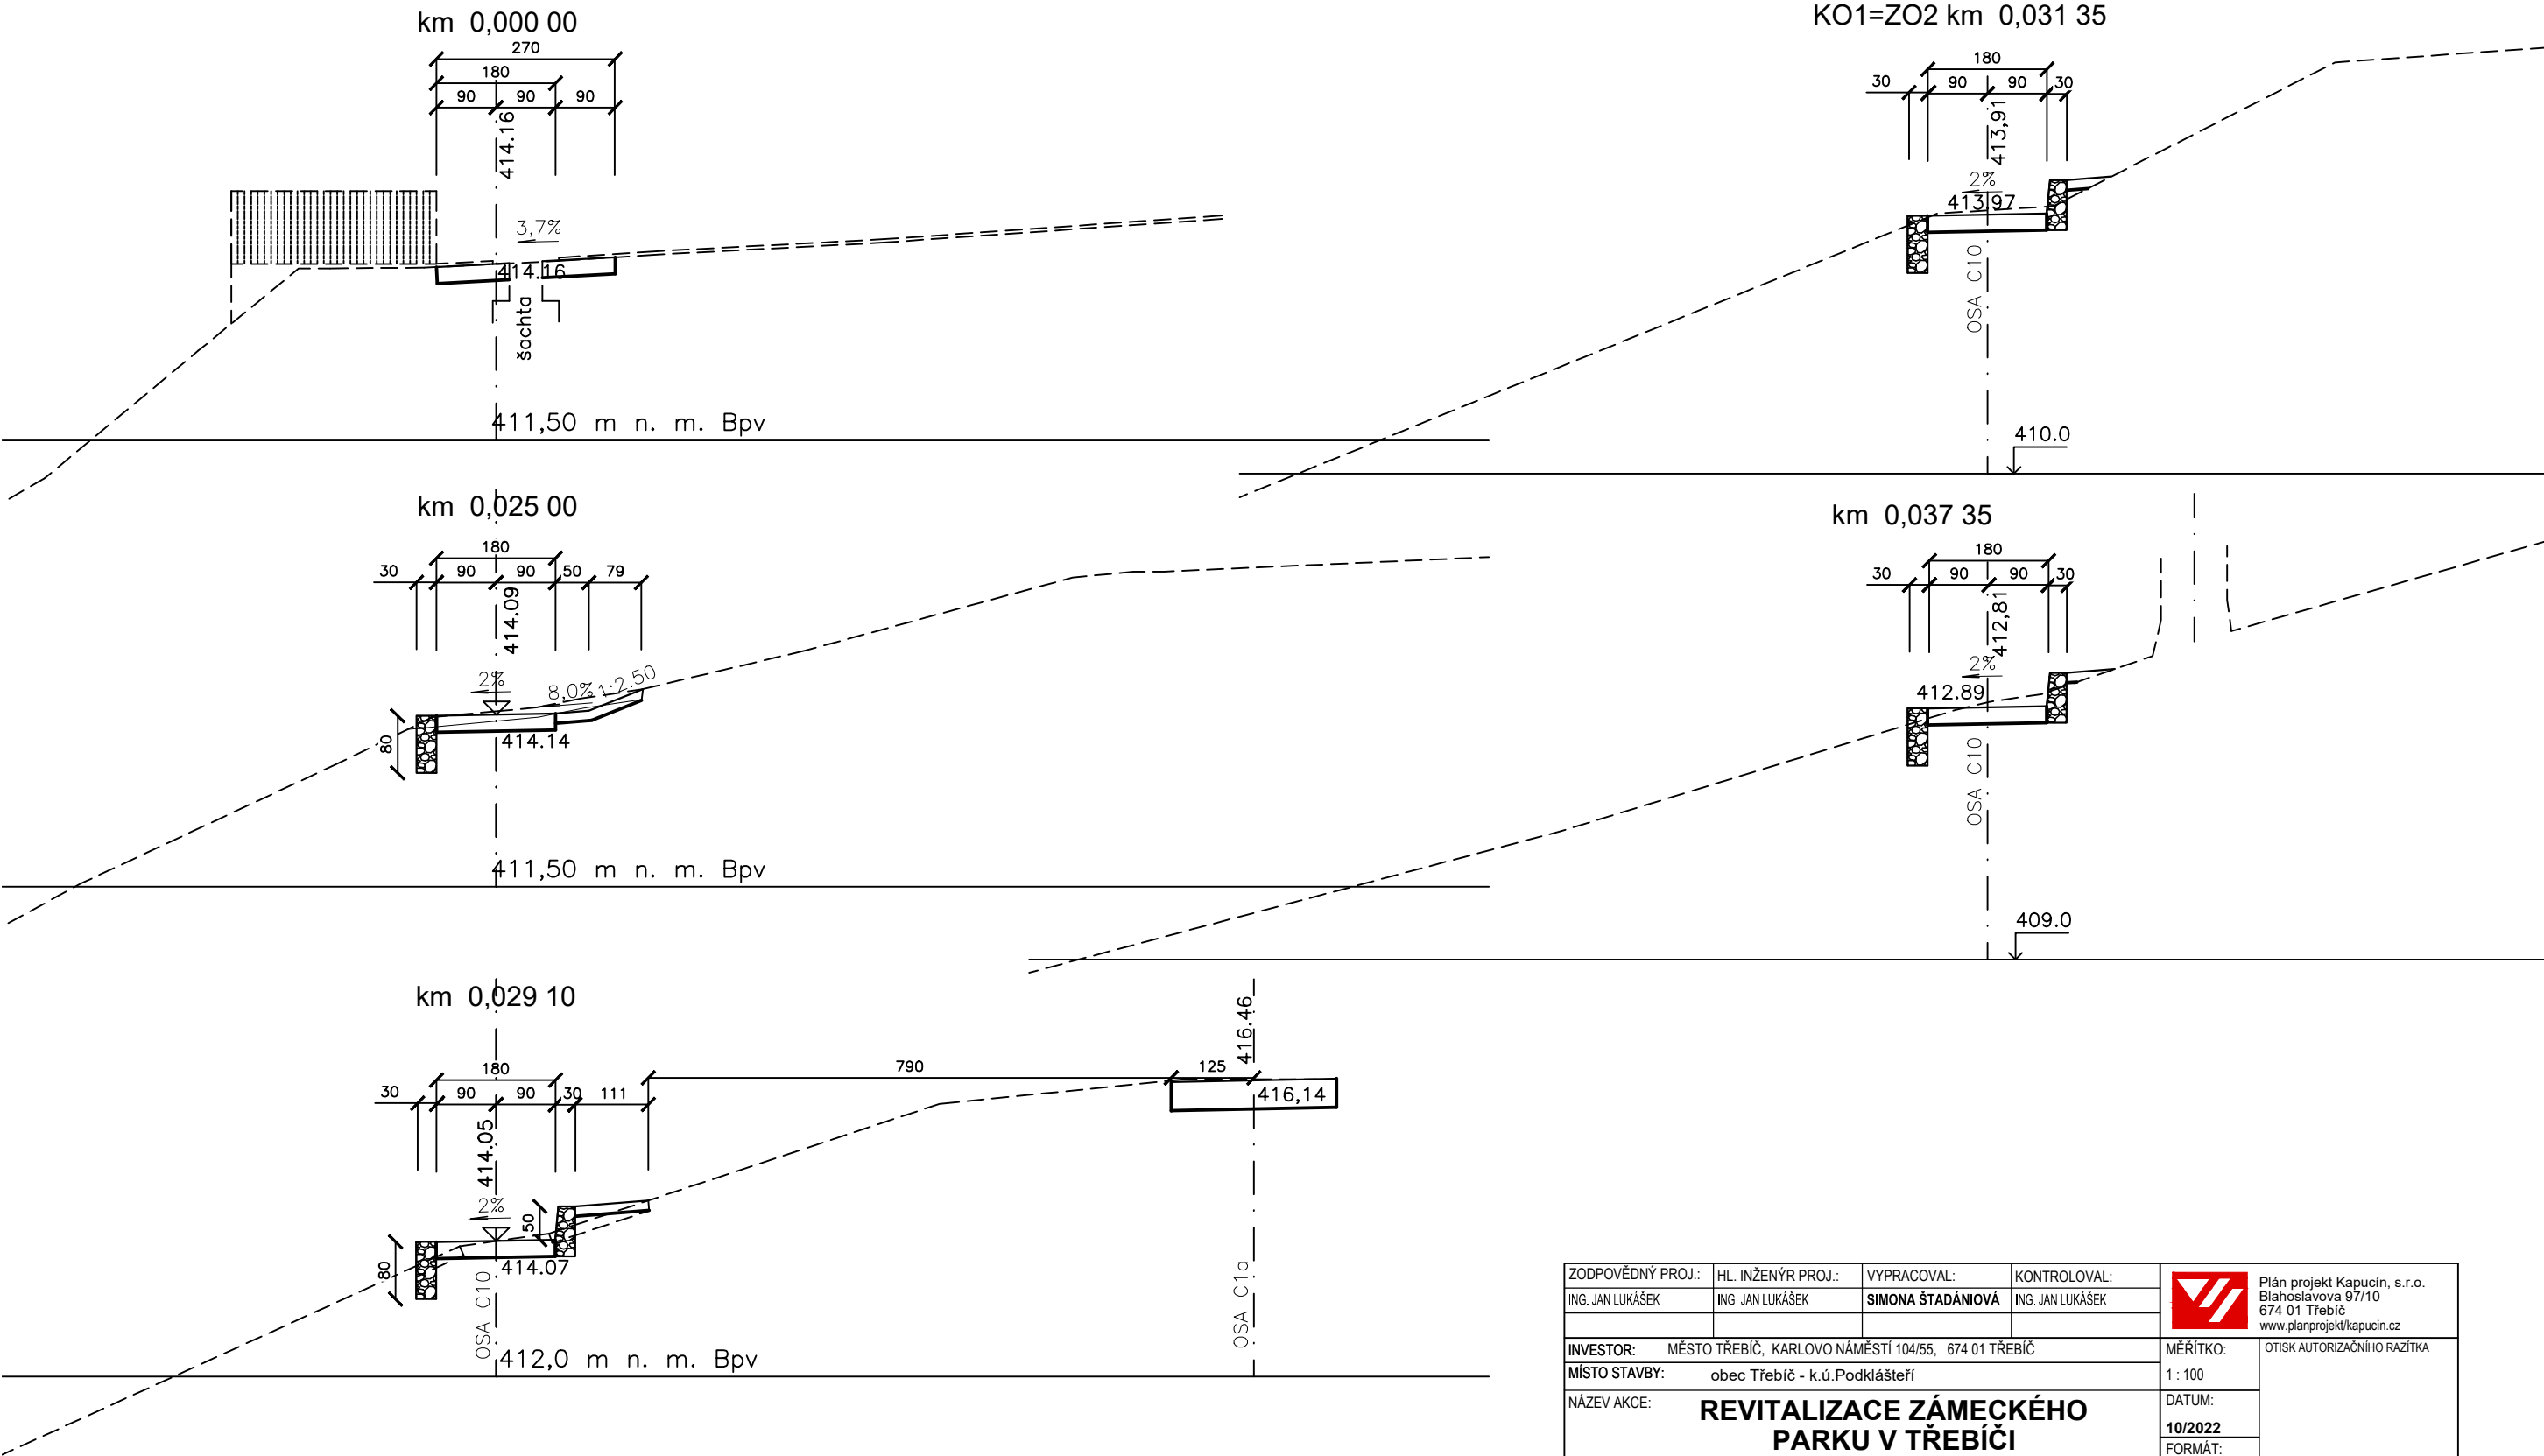 km 0,000 00
270
180
90 90 90
414.16
3,7%
414.16
šachta
411,50 m n. m. Bpv
KO1=ZO2 km 0,031 35
180
30 90 90 30
413,91
2%
413,97
OSA C10
410.0
km 0,025 00
180
30 90 90 50 79
414.09
2%
8,0% 1:2.50
80
414.14
411,50 m n. m. Bpv
km 0,037 35
180
30 90 90 30
412,81
2%
412.89
OSA C10
409.0
km 0,029 10
416.46
180
790
125
30 90 90 30 111
416,14
414.05
2%
50
80
414.07
OSA C10
OSA C1a
412,0 m n. m. Bpv
ZODPOVĚDNÝ PROJ.: HL. INŽENÝR PROJ.: VYPRACOVAL: KONTROLOVAL:
ING. JAN LUKÁŠEK ING. JAN LUKÁŠEK SIMONA ŠTADÁNIOVÁ ING. JAN LUKÁŠEK
Plán projekt Kapucín, s.r.o.
Blahoslavova 97/10
674 01 Třebíč
www.planprojekt/kapucin.cz
INVESTOR: MĚSTO TŘEBÍČ, KARLOVO NÁMĚSTÍ 104/55, 674 01 TŘEBÍČ
MÍSTO STAVBY: obec Třebíč - k.ú.Podklášteří
MĚŘÍTKO:
1 : 100
OTISK AUTORIZAČNÍHO RAZÍTKA
NÁZEV AKCE: REVITALIZACE ZÁMECKÉHO
PARKU V TŘEBÍČI
DATUM:
10/2022
FORMÁT: